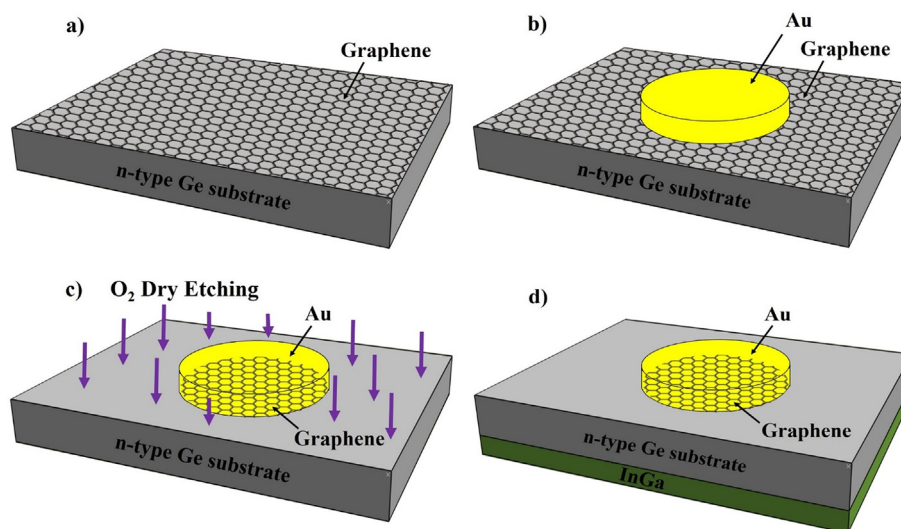 a)
Graphene
n-type Ge substrate
b)
Au
Graphene
n-type Ge substrate
c)
O₂ Dry Etching
Au
Graphene
n-type Ge substrate
d)
Au
Graphene
n-type Ge substrate
InGa